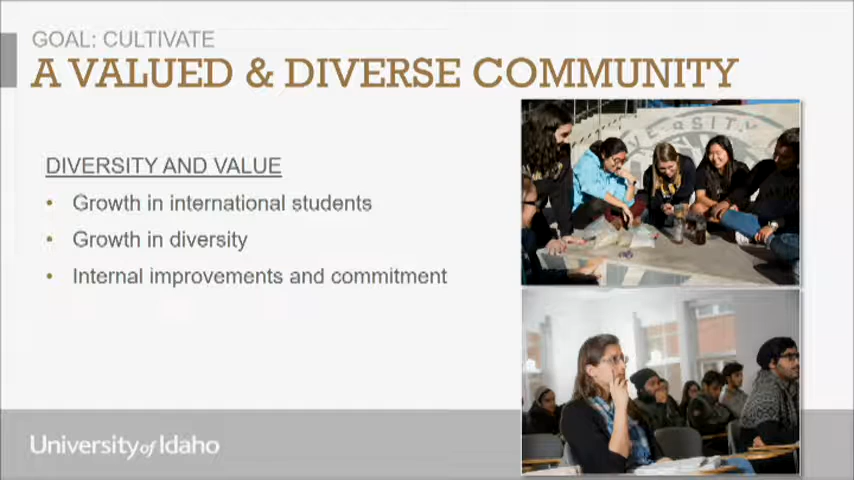 GOAL: CULTIVATE
A VALUED & DIVERSE COMMUNITY
DIVERSITY AND VALUE
• Growth in international students
• Growth in diversity
• Internal improvements and commitment
University of Idaho